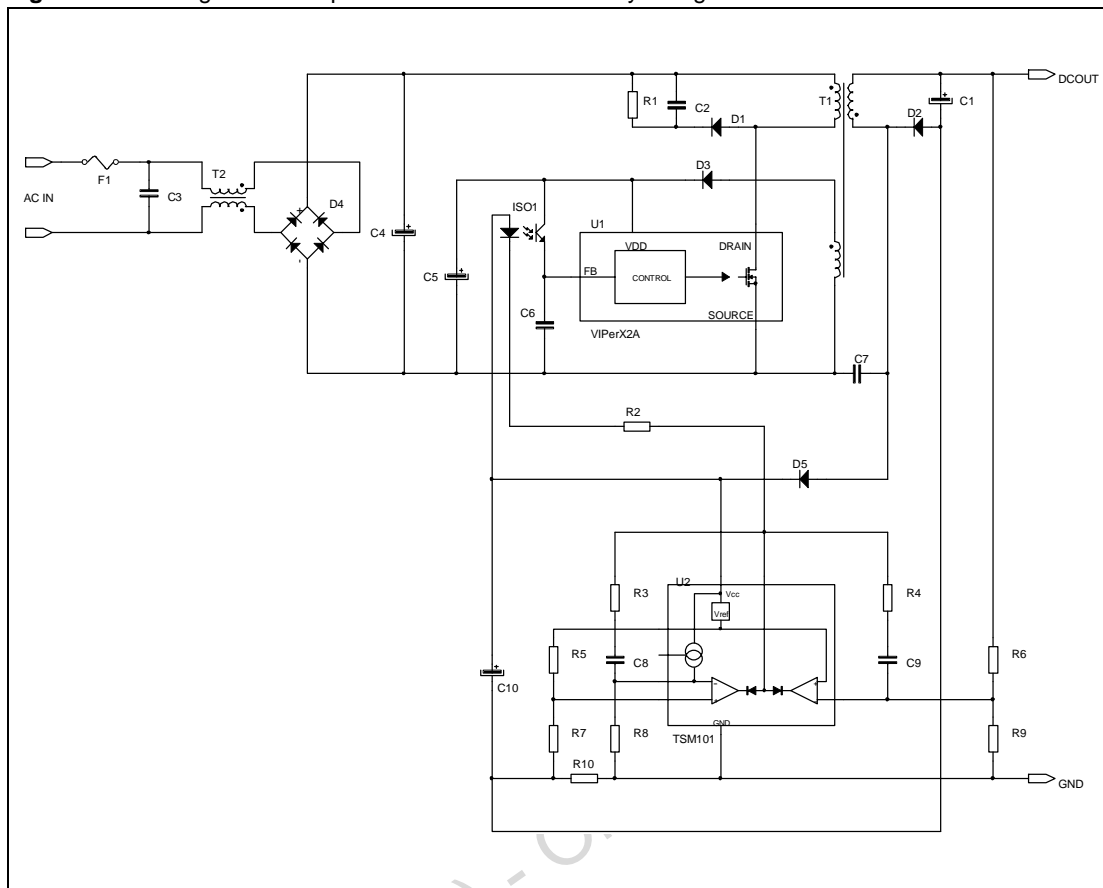 DCOUT
R1
C2
T1
C1
D1
D2
F1
T2
D3
AC IN
C3
D4
ISO1
U1
C4
VDD
DRAIN
C5
FB
CONTROL
C6
SOURCE
VIPerX2A
C7
R2
D5
U2
R3
Vcc
R4
Vref
R5
C8
C9
R6
C10
-
+
+
-
GND
R7
R8
TSM101
R9
R10
GND